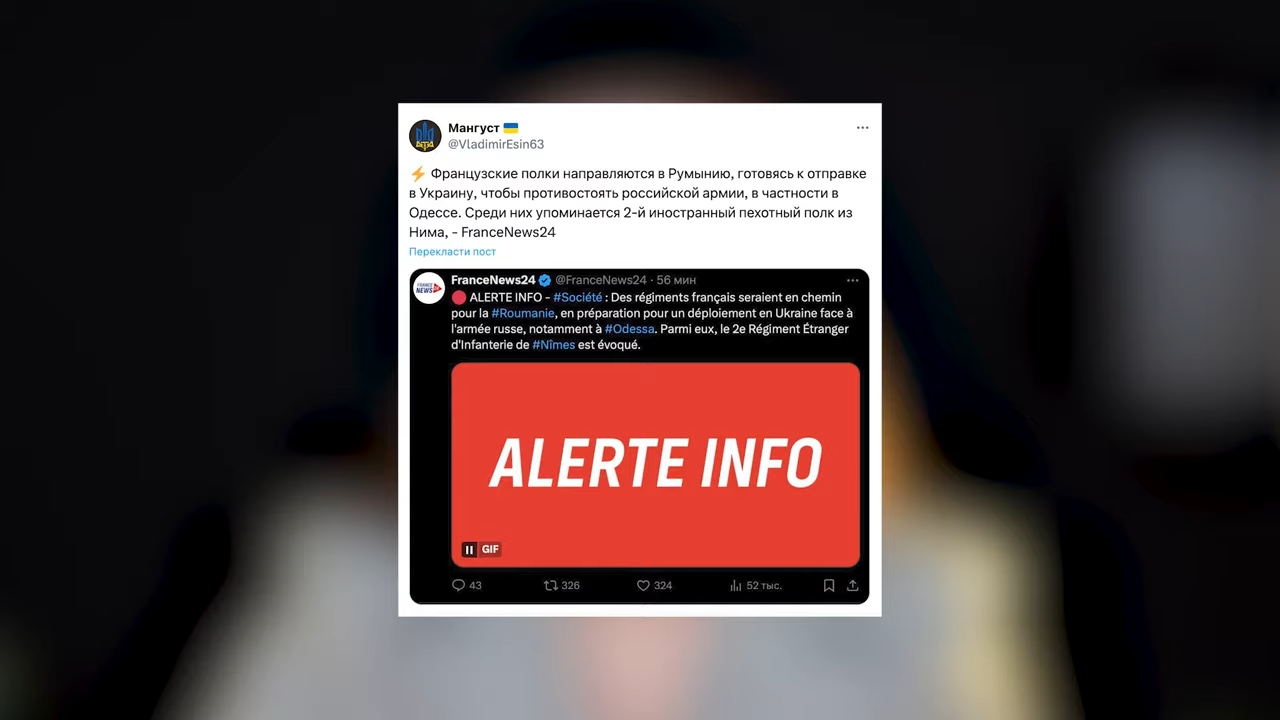 Мангуст 🇺🇦
@VladimirEsin63
⚡ Французские полки направляются в Румынию, готовясь к отправке
в Украину, чтобы противостоять российской армии, в частности в
Одессе. Среди них упоминается 2-й иностранный пехотный полк из
Нима, - FranceNews24
Перекласти пост
FRANCE
NEWS 24
FranceNews24 @FranceNews24 · 56 мин
🔴 ALERTE INFO - #Société : Des régiments français seraient en chemin
pour la #Roumanie, en préparation pour un déploiement en Ukraine face à
l'armée russe, notamment à #Odessa. Parmi eux, le 2e Régiment Étranger
d'Infanterie de #Nîmes est évoqué.
ALERTE INFO
GIF
43 326 324 52 тыс.